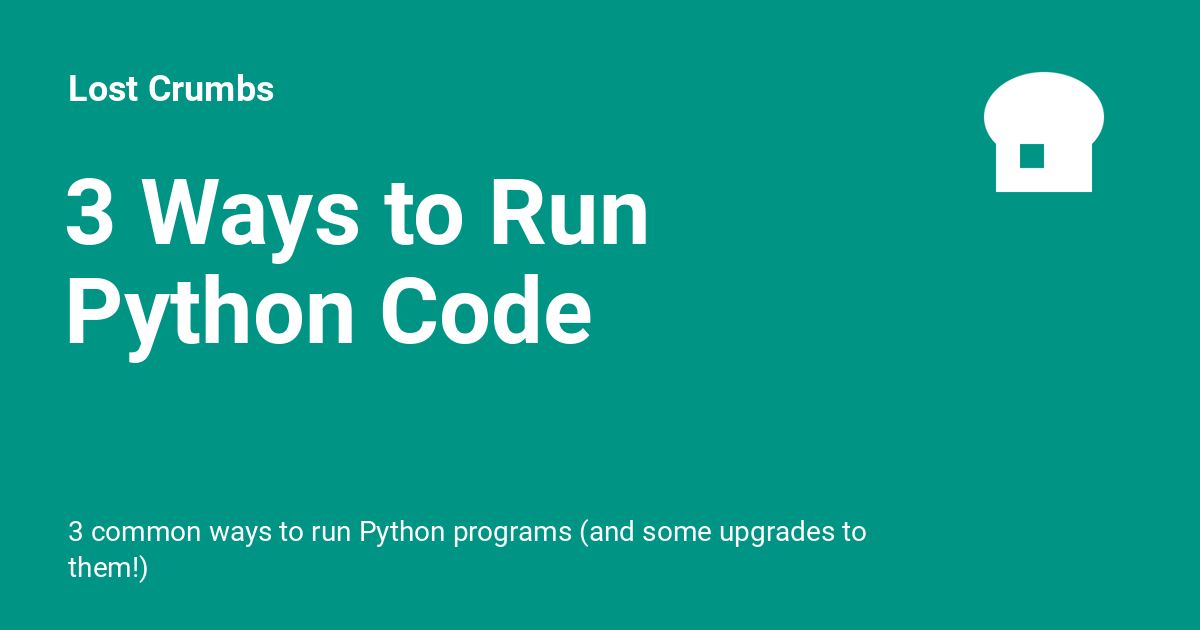 Lost Crumbs
3 Ways to Run
Python Code
3 common ways to run Python programs (and some upgrades to
them!)